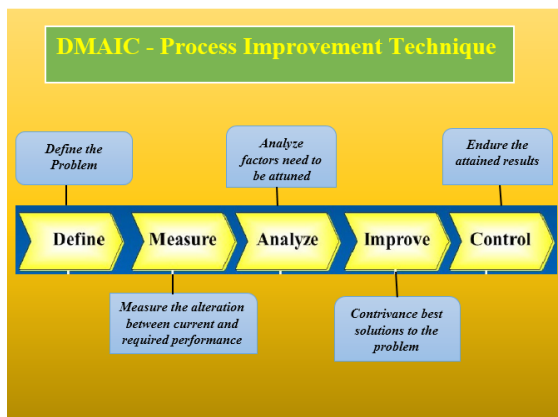 DMAIC - Process Improvement Technique
Define the
Problem
Analyze
factors need to
be attuned
Endure the
attained results
Define
Measure
Analyze
Improve
Control
Measure the alteration
between current and
required performance
Contrivance best
solutions to the
problem